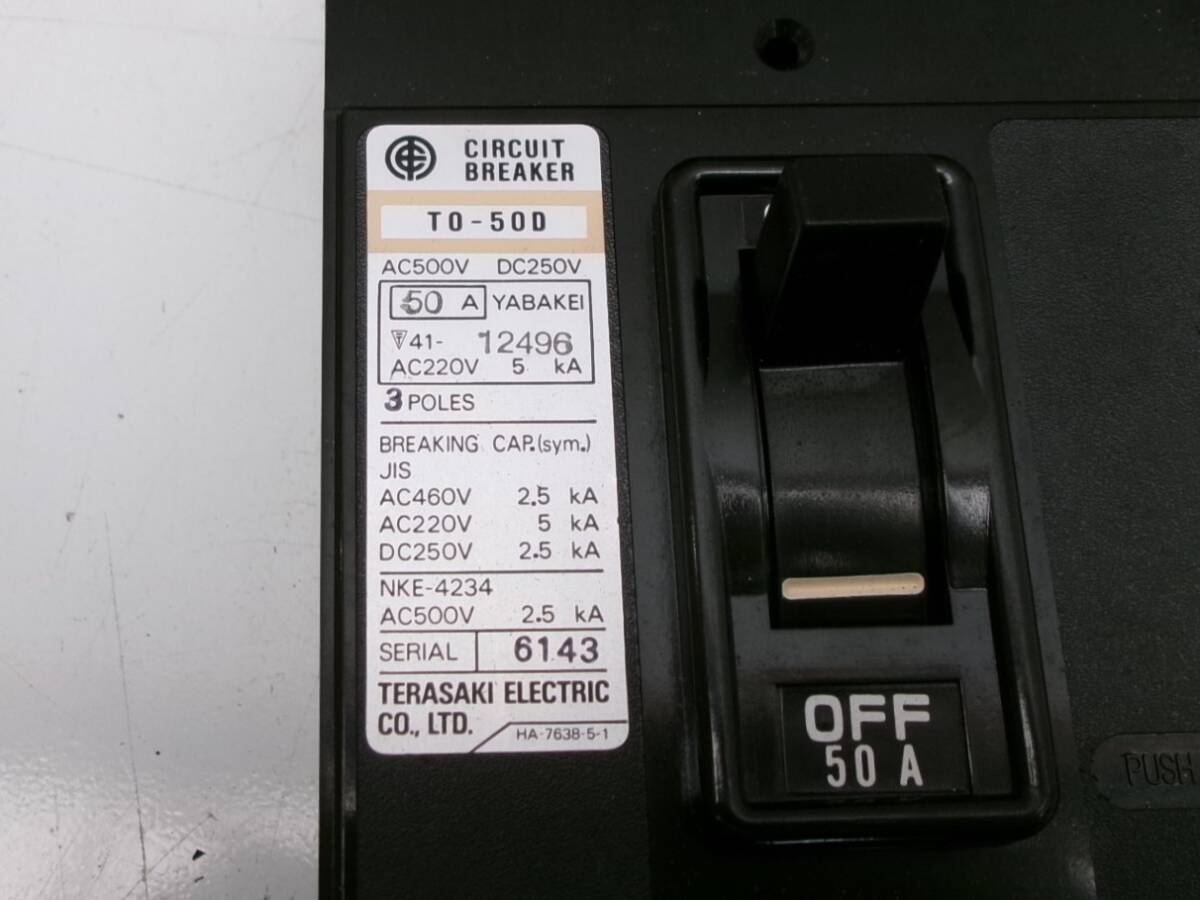 CIRCUIT
BREAKER
TO-50D
AC500V DC250V
50 A YABAKEI
41- 12496
AC220V 5 kA
3 POLES
BREAKING CAP.(sym.)
JIS
AC460V 2.5 kA
AC220V 5 kA
DC250V 2.5 kA
NKE-4234
AC500V 2.5 kA
SERIAL 6143
TERASAKI ELECTRIC
CO., LTD.
HA-7638-5-1
OFF
50 A
PUSH